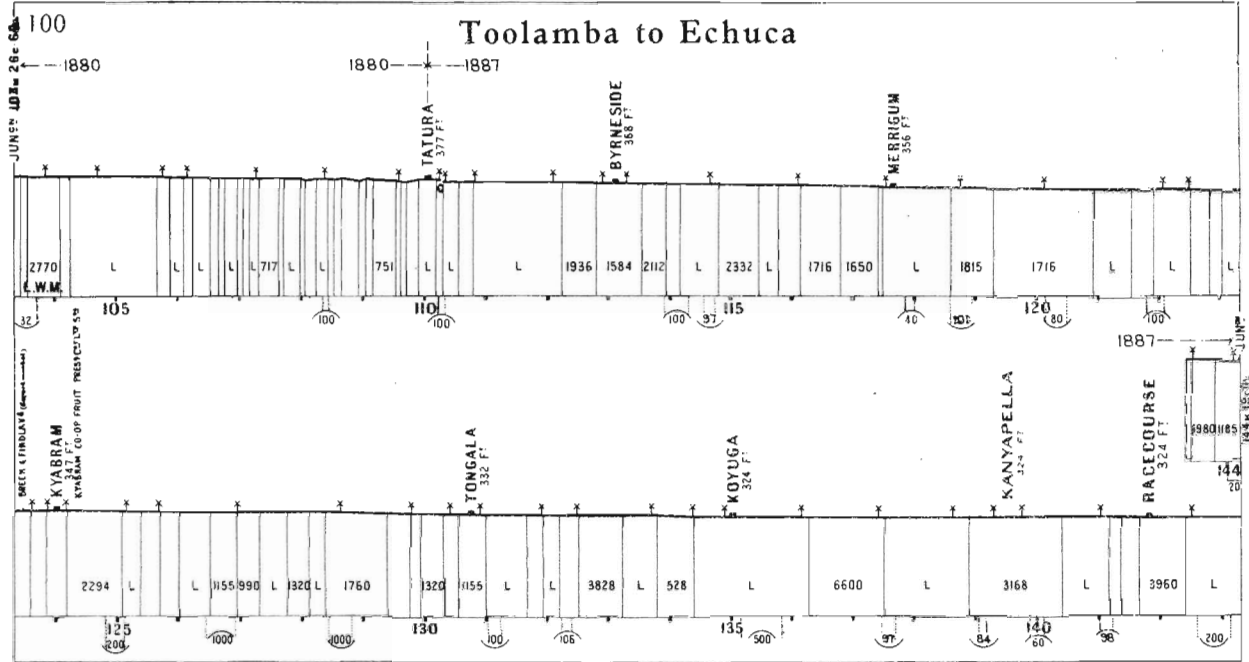 100
Toolamba to Echuca
1880
1880
1887
TATURA
377 FT
BYRNESIDE
368 FT
MERRIGUM
356 FT
2770 L L L L L 717 L L 751 L L L 1936 1584 2112 L 2332 L 1716 1650 L 1815 1716 L L L
105 110 115 120
32 100 100 100 97 40 101 80 100
1887
KYABRAM
347 FT
KYABRAM CO-OP FRUIT
TONGALA
332 FT
KOYUGA
324 FT
KANYAPELLA
324 FT
RACECOURSE
324 FT
1980 1185
144
20
2294 L L 1155 990 L 1320 L 1760 1320 1155 L L 3828 L 528 L 6600 L 3168 L 3960 L
125 130 135 140
200 1000 1000 100 106 500 97 84 60 98 200